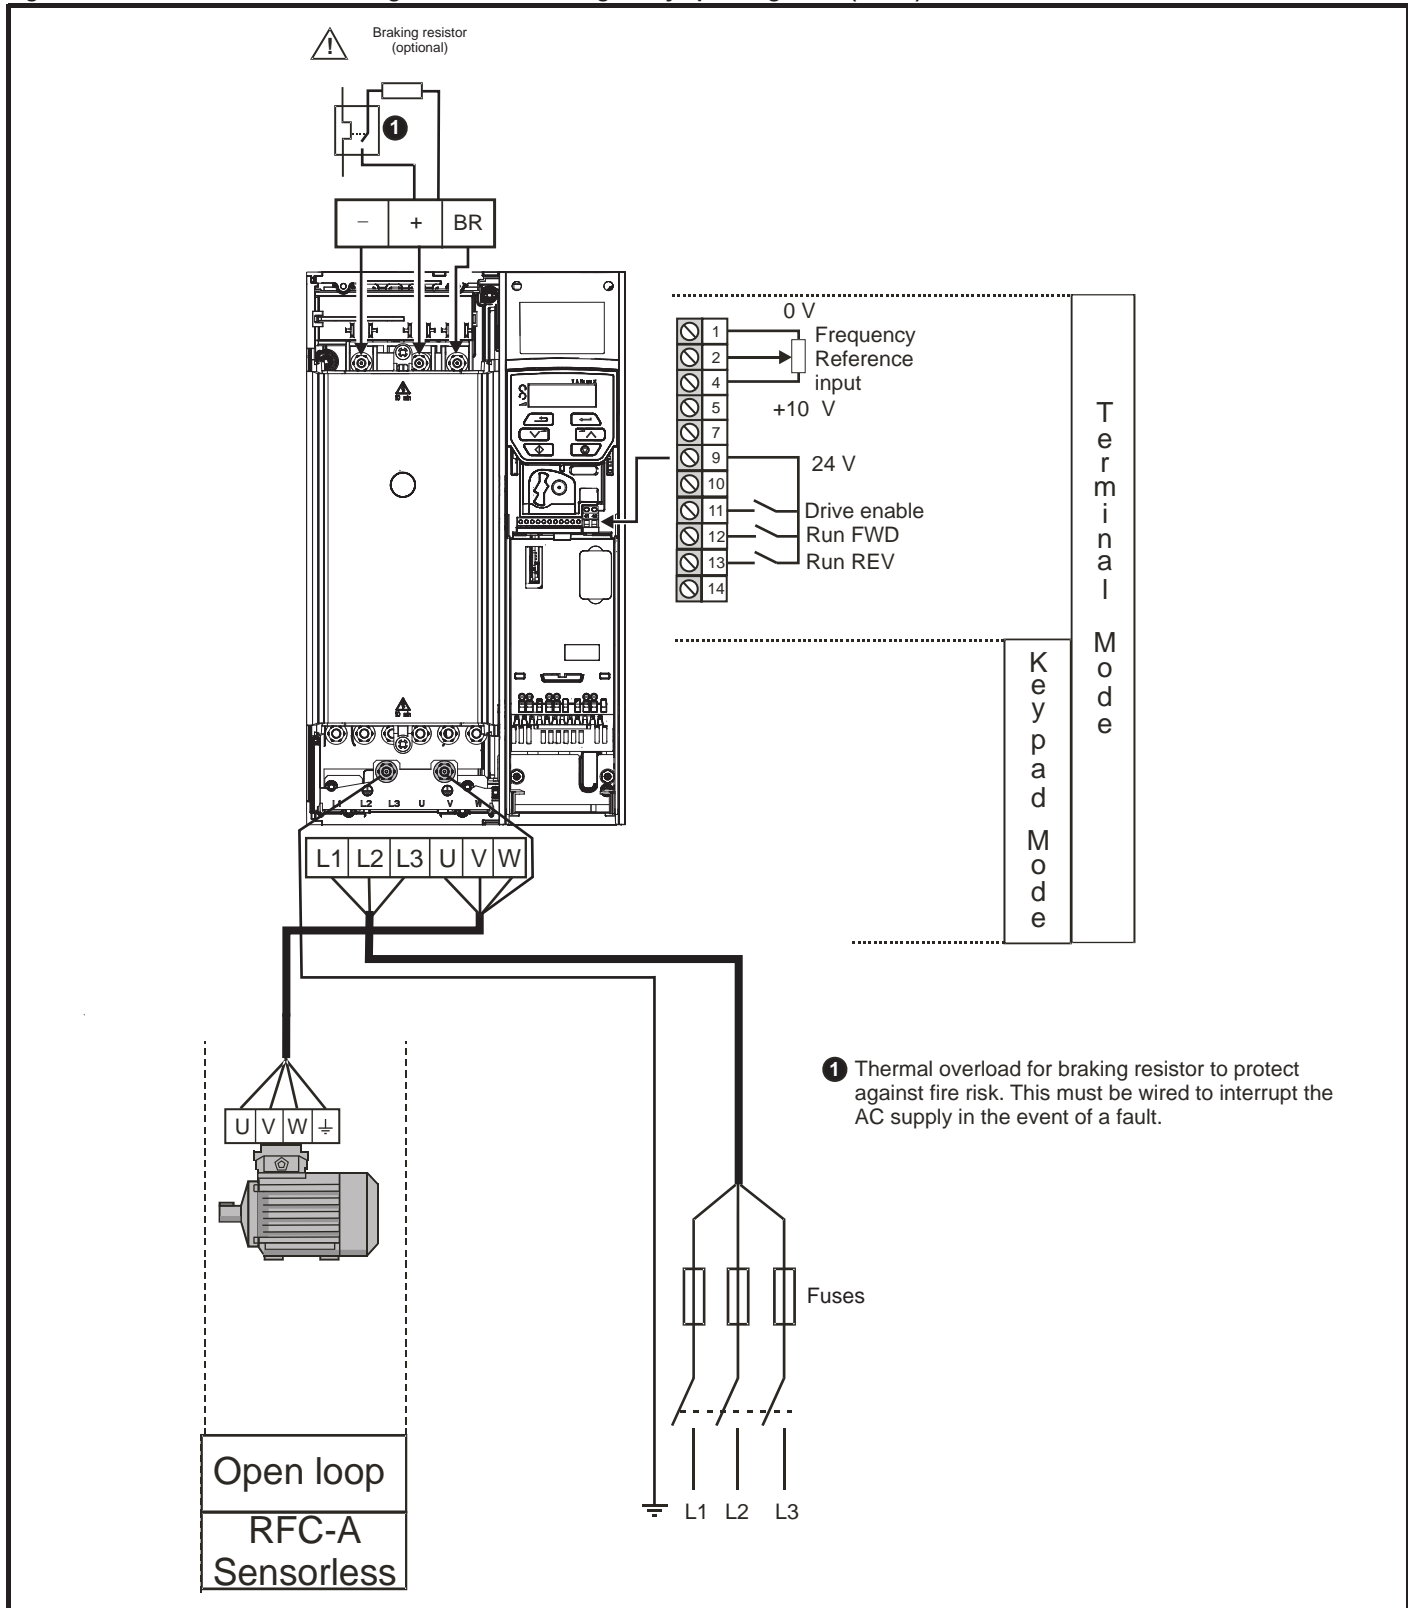 Braking resistor
(optional)
1
− + BR
0 V
1 Frequency
2 Reference
4 input
5 +10 V
7
9 24 V
10
11 Drive enable
12 Run FWD
13 Run REV
14
Terminal Mode
Keypad Mode
L1 L2 L3 U V W
L1 L2 L3 U V W
1 Thermal overload for braking resistor to protect
against fire risk. This must be wired to interrupt the
AC supply in the event of a fault.
U V W
Fuses
Open loop
RFC-A
Sensorless
L1 L2 L3